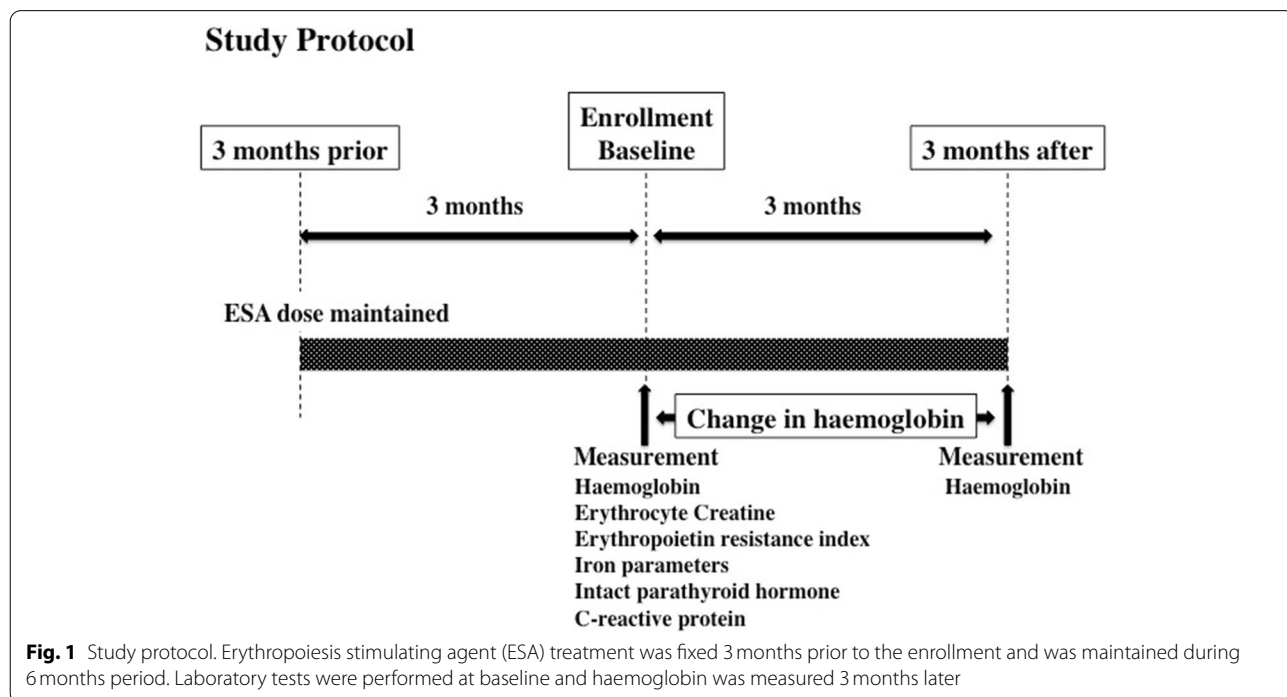 Study Protocol
3 months prior
Enrollment
Baseline
3 months after
3 months
3 months
ESA dose maintained
Change in haemoglobin
Measurement
Haemoglobin
Erythrocyte Creatine
Erythropoietin resistance index
Iron parameters
Intact parathyroid hormone
C-reactive protein
Measurement
Haemoglobin
Fig. 1 Study protocol. Erythropoiesis stimulating agent (ESA) treatment was fixed 3 months prior to the enrollment and was maintained during
6 months period. Laboratory tests were performed at baseline and haemoglobin was measured 3 months later